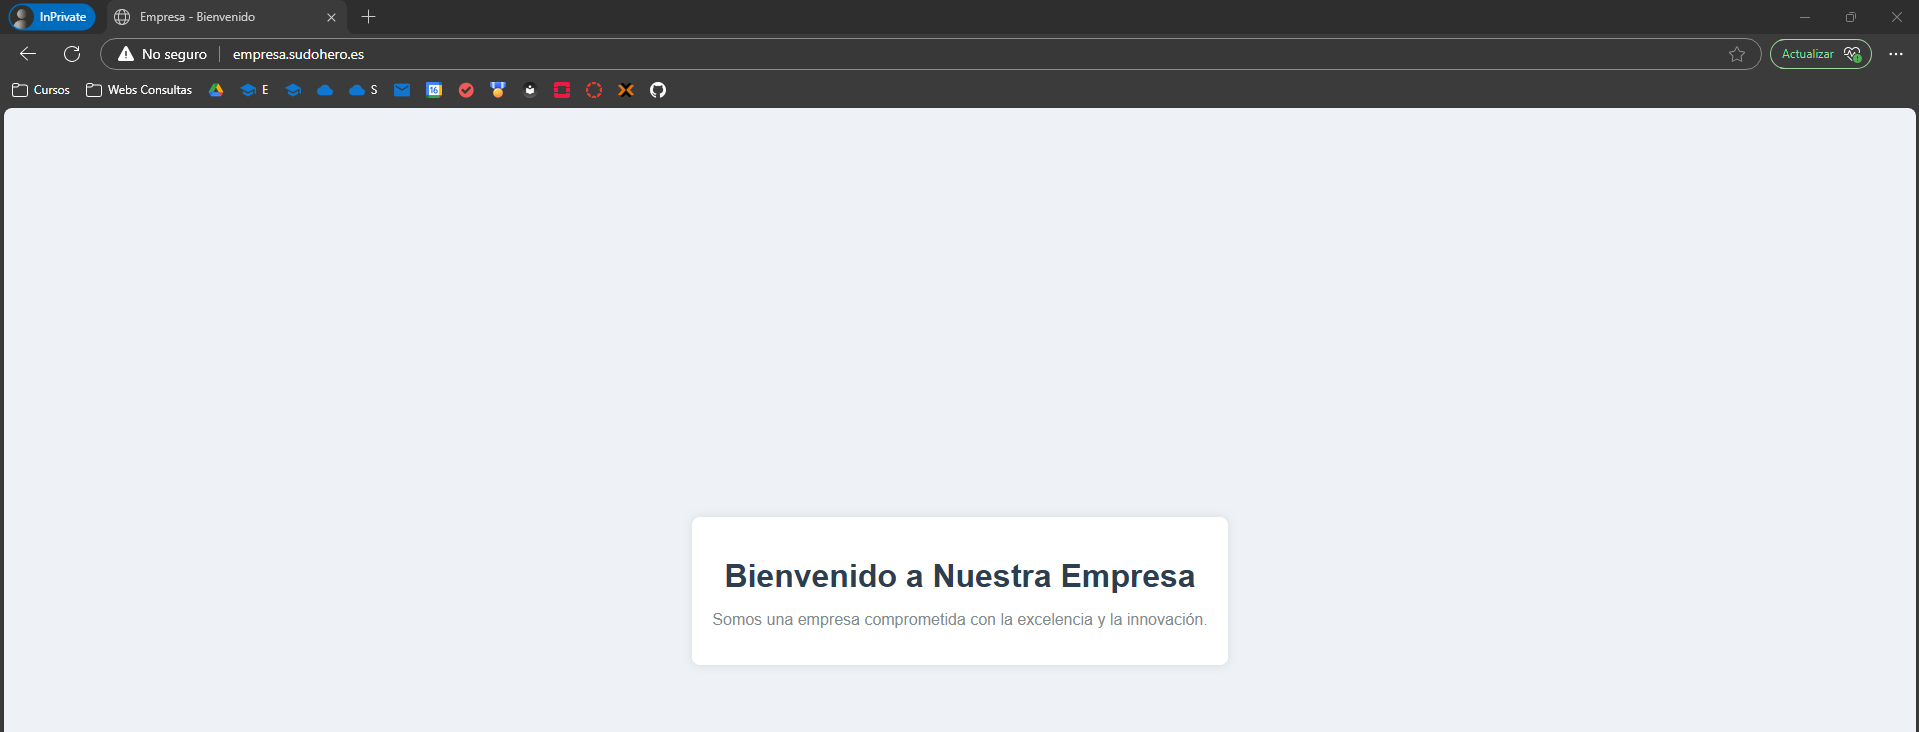 InPrivate
Empresa - Bienvenido
No seguro
empresa.sudohero.es
Actualizar
Cursos
Webs Consultas
E
S
16
Bienvenido a Nuestra Empresa
Somos una empresa comprometida con la excelencia y la innovación.